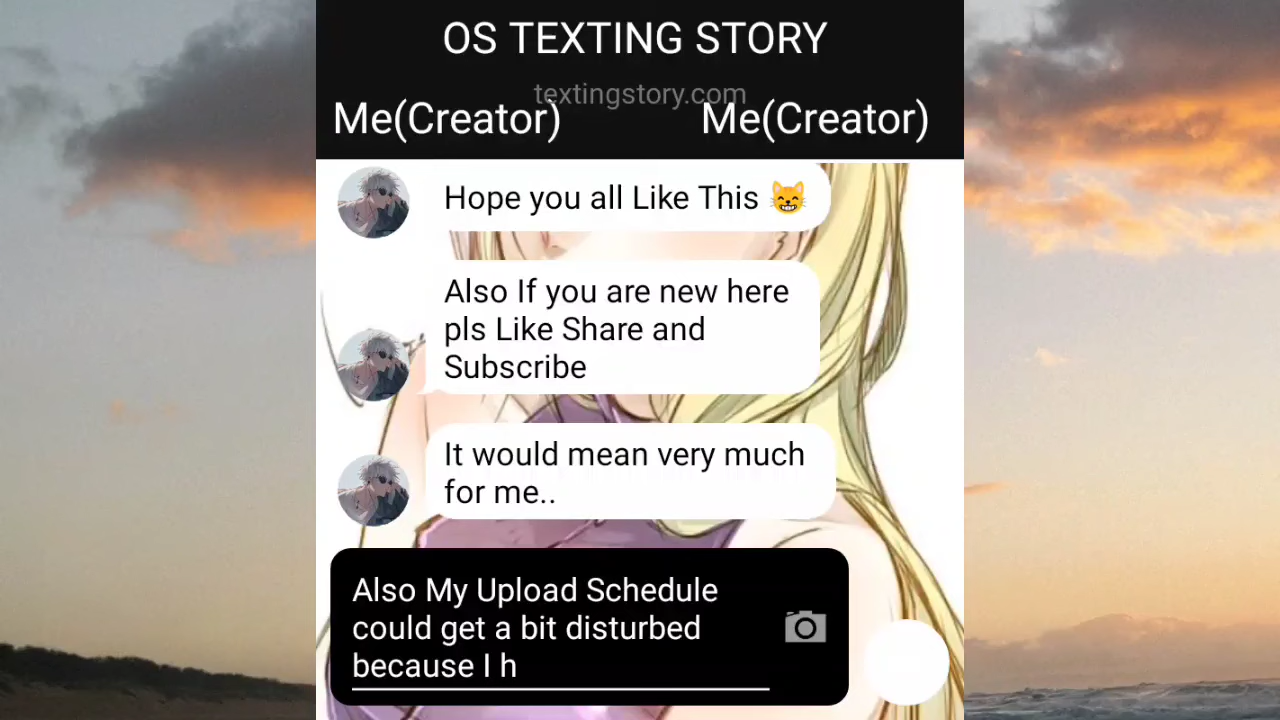 OS TEXTING STORY
textingstory.com
Me(Creator) Me(Creator)
Hope you all Like This 😸
Also If you are new here
pls Like Share and
Subscribe
It would mean very much
for me..
Also My Upload Schedule
could get a bit disturbed
because I h